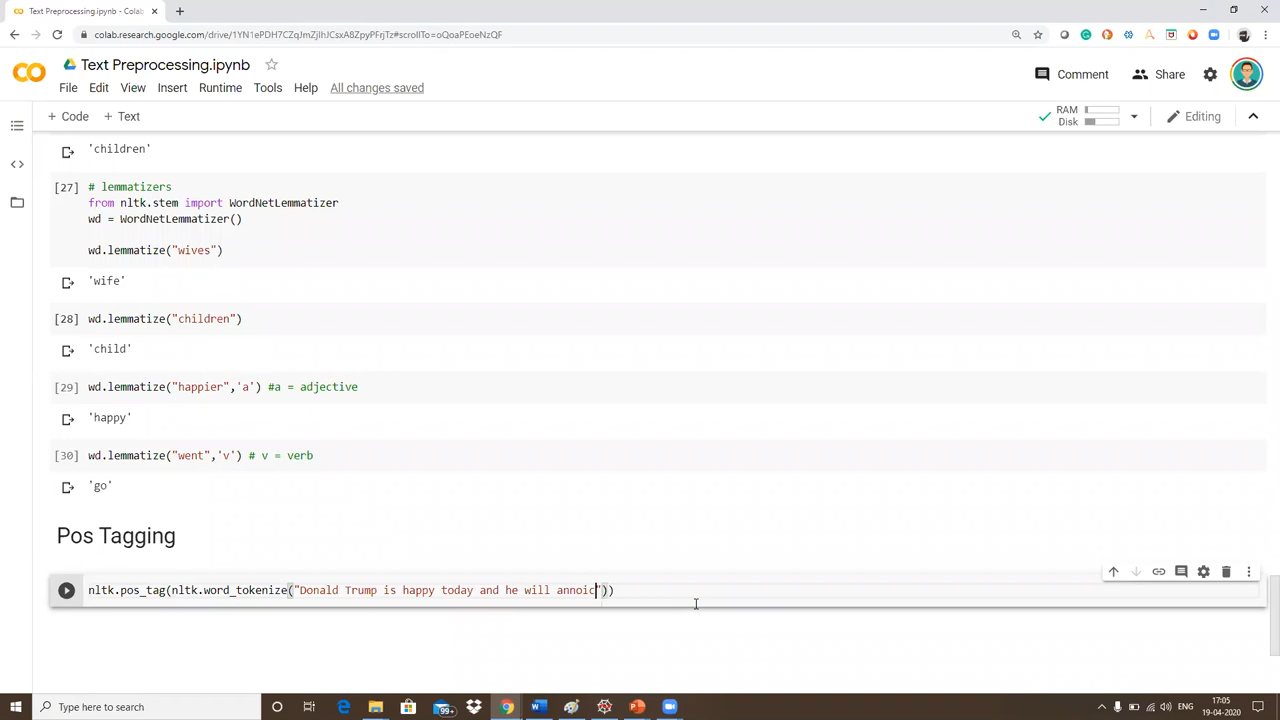 Text Preprocessing.ipynb - Colab
colab.research.google.com/drive/1YN1ePDH7CZqJmZjIhJCsxA8ZpyPFrjTz#scrollTo=oQoaPEoeNzQF
Text Preprocessing.ipynb
Comment
Share
File Edit View Insert Runtime Tools Help All changes saved
+ Code + Text
RAM
Disk
Editing
'children'
[27] # lemmatizers
from nltk.stem import WordNetLemmatizer
wd = WordNetLemmatizer()
wd.lemmatize("wives")
'wife'
[28] wd.lemmatize("children")
'child'
[29] wd.lemmatize("happier",'a') #a = adjective
'happy'
[30] wd.lemmatize("went",'v') # v = verb
'go'
Pos Tagging
nltk.pos_tag(nltk.word_tokenize("Donald Trump is happy today and he will annoic"))
Type here to search
99+
ENG
17:05
19-04-2020